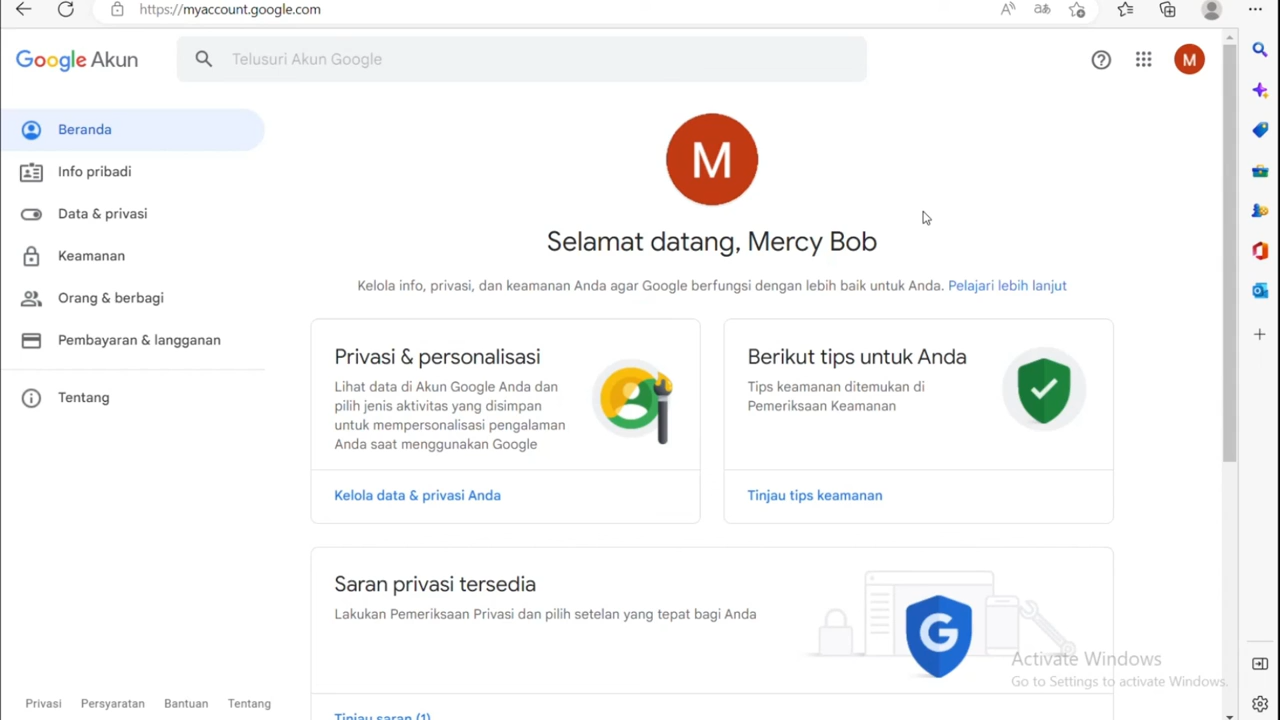 https://myaccount.google.com
Google Akun
Telusuri Akun Google
M
Beranda
Info pribadi
Data & privasi
Keamanan
Orang & berbagi
Pembayaran & langganan
Tentang
M
Selamat datang, Mercy Bob
Kelola info, privasi, dan keamanan Anda agar Google berfungsi dengan lebih baik untuk Anda. Pelajari lebih lanjut
Privasi & personalisasi
Lihat data di Akun Google Anda dan
pilih jenis aktivitas yang disimpan
untuk mempersonalisasi pengalaman
Anda saat menggunakan Google
Kelola data & privasi Anda
Berikut tips untuk Anda
Tips keamanan ditemukan di
Pemeriksaan Keamanan
Tinjau tips keamanan
Saran privasi tersedia
Lakukan Pemeriksaan Privasi dan pilih setelan yang tepat bagi Anda
G
Tinjau saran (1)
Activate Windows
Go to Settings to activate Windows.
Privasi Persyaratan Bantuan Tentang